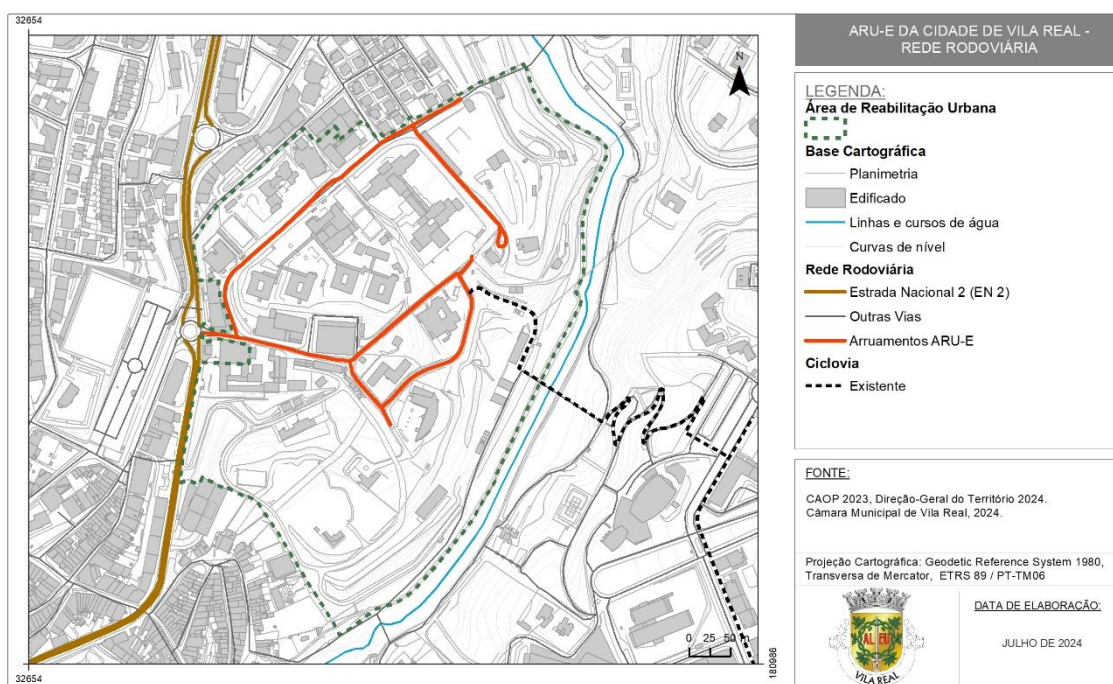 32654
ARU-E DA CIDADE DE VILA REAL -
REDE RODOVIÁRIA
N
LEGENDA:
Área de Reabilitação Urbana
Base Cartográfica
Planimetria
Edificado
Linhas e cursos de água
Curvas de nível
Rede Rodoviária
Estrada Nacional 2 (EN 2)
Outras Vias
Arruamentos ARU-E
Ciclovia
Existente
FONTE:
CAOP 2023, Direção-Geral do Território 2024.
Câmara Municipal de Vila Real, 2024.
Projeção Cartográfica: Geodetic Reference System 1980,
Transversa de Mercator, ETRS 89 / PT-TM06
DATA DE ELABORAÇÃO:
JULHO DE 2024
ALEU
VILA REAL
0 25 50 m
32654
180986